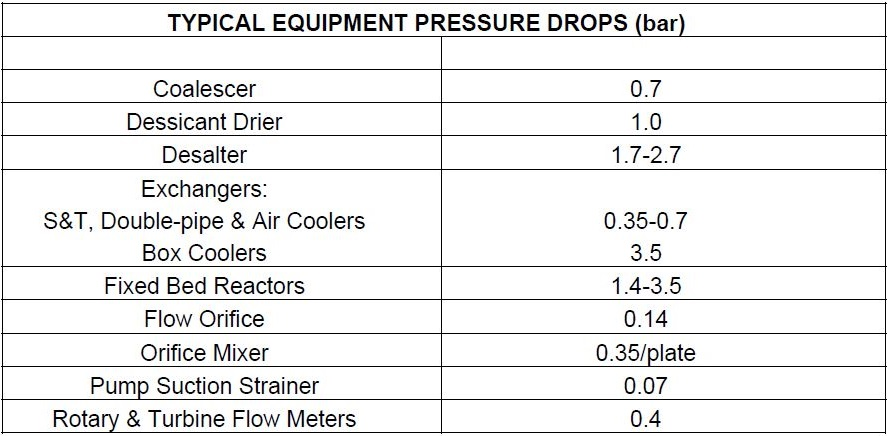 TYPICAL EQUIPMENT PRESSURE DROPS (bar)
Coalescer 0.7
Dessicant Drier 1.0
Desalter 1.7-2.7
Exchangers:
S&T, Double-pipe & Air Coolers 0.35-0.7
Box Coolers 3.5
Fixed Bed Reactors 1.4-3.5
Flow Orifice 0.14
Orifice Mixer 0.35/plate
Pump Suction Strainer 0.07
Rotary & Turbine Flow Meters 0.4